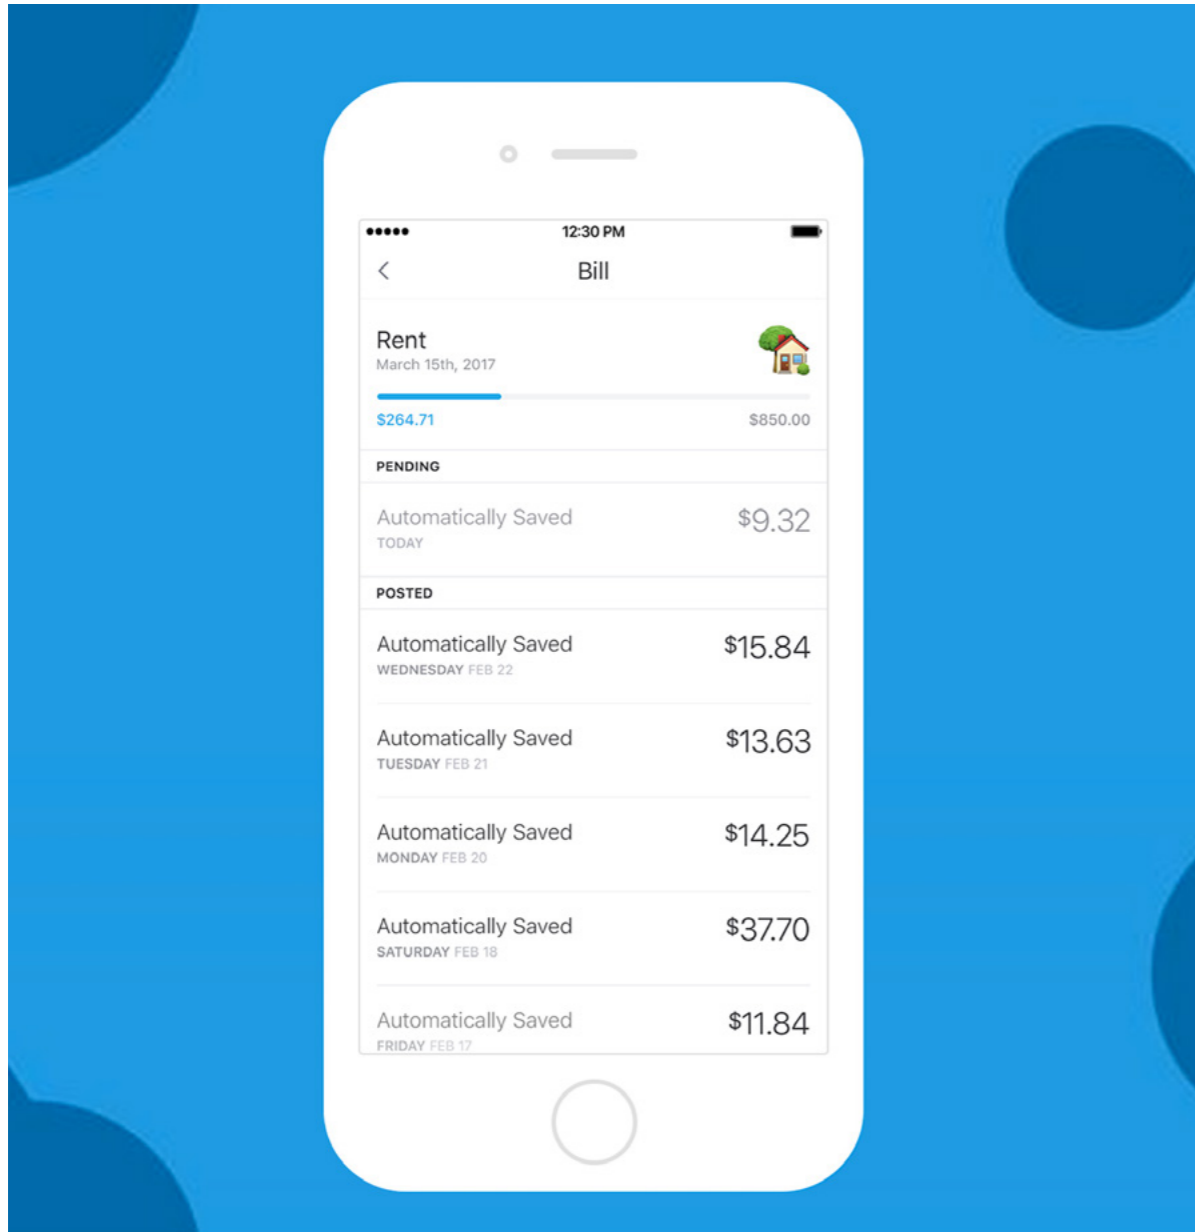 12:30 PM
Bill
Rent
March 15th, 2017
$264.71 $850.00
PENDING
Automatically Saved $9.32
TODAY
POSTED
Automatically Saved $15.84
WEDNESDAY FEB 22
Automatically Saved $13.63
TUESDAY FEB 21
Automatically Saved $14.25
MONDAY FEB 20
Automatically Saved $37.70
SATURDAY FEB 18
Automatically Saved $11.84
FRIDAY FEB 17